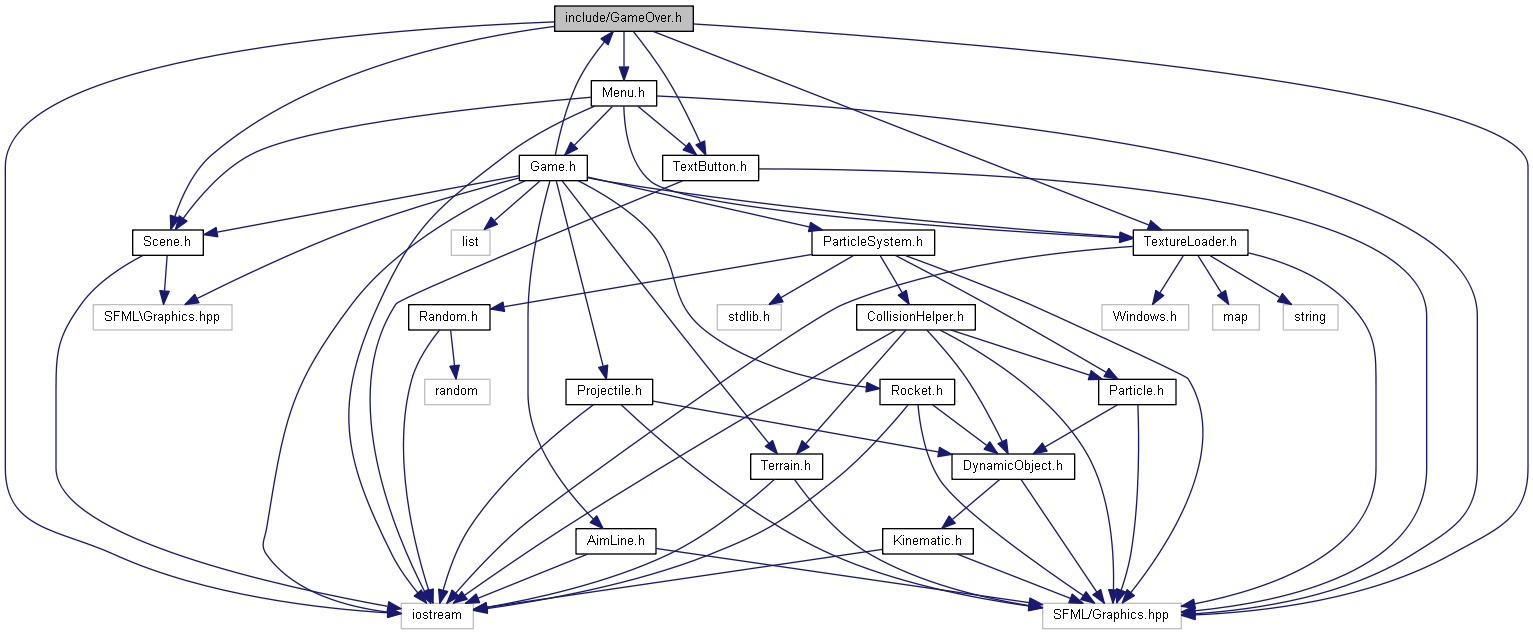 include/GameOver.h
Menu.h
Game.h
TextButton.h
Scene.h
list
ParticleSystem.h
TextureLoader.h
SFML\Graphics.hpp
Random.h
stdlib.h
CollisionHelper.h
Windows.h
map
string
random
Projectile.h
Rocket.h
Particle.h
Terrain.h
DynamicObject.h
AimLine.h
Kinematic.h
iostream
SFML/Graphics.hpp